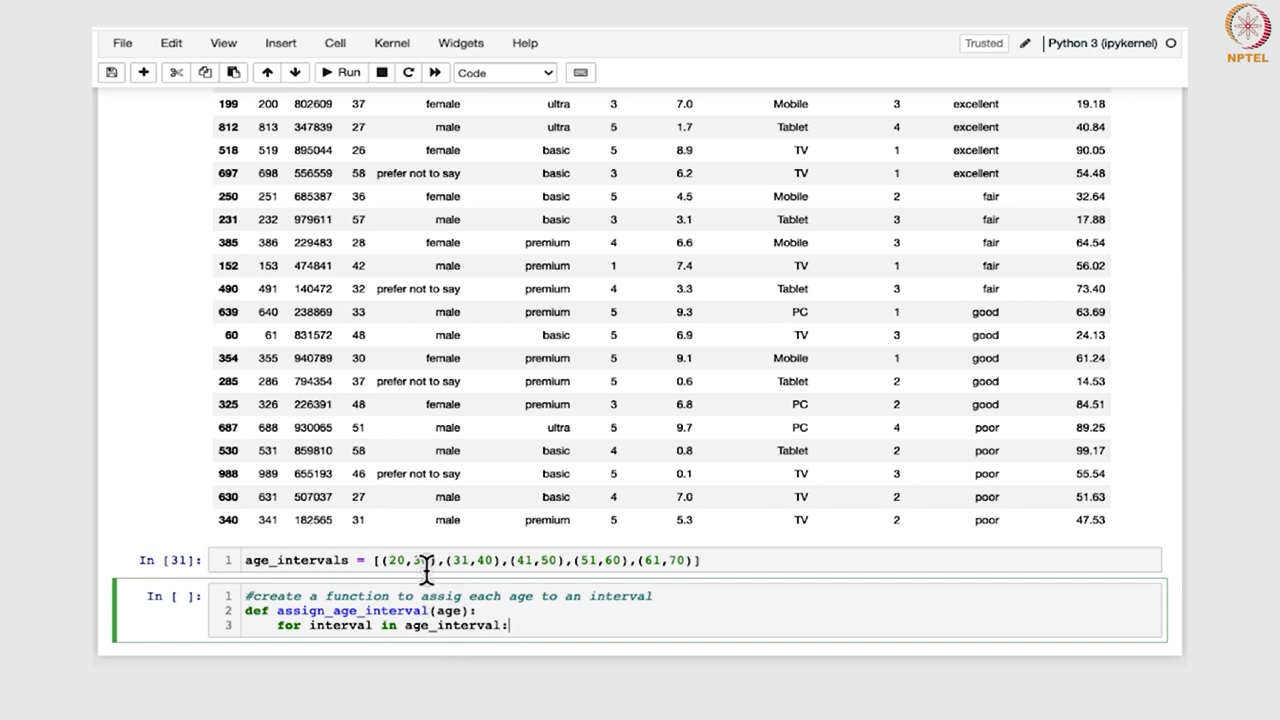 NPTEL
File Edit View Insert Cell Kernel Widgets Help Trusted Python 3 (ipykernel)
Run Code
199 200 802609 37 female ultra 3 7.0 Mobile 3 excellent 19.18
812 813 347839 27 male ultra 5 1.7 Tablet 4 excellent 40.84
518 519 895044 26 female basic 5 8.9 TV 1 excellent 90.05
697 698 556559 58 prefer not to say basic 3 6.2 TV 1 excellent 54.48
250 251 685387 36 female basic 5 4.5 Mobile 2 fair 32.64
231 232 979611 57 male basic 3 3.1 Tablet 3 fair 17.88
385 386 229483 28 female premium 4 6.6 Mobile 3 fair 64.54
152 153 474841 42 male premium 1 7.4 TV 1 fair 56.02
490 491 140472 32 prefer not to say premium 4 3.3 Tablet 3 fair 73.40
639 640 238869 33 male premium 5 9.3 PC 1 good 63.69
60 61 831572 48 male basic 5 6.9 TV 3 good 24.13
354 355 940789 30 female premium 5 9.1 Mobile 1 good 61.24
285 286 794354 37 prefer not to say premium 5 0.6 Tablet 2 good 14.53
325 326 226391 48 female premium 3 6.8 PC 2 good 84.51
687 688 930065 51 male ultra 5 9.7 PC 4 poor 89.25
530 531 859810 58 male basic 4 0.8 Tablet 2 poor 99.17
988 989 655193 46 prefer not to say basic 5 0.1 TV 3 poor 55.54
630 631 507037 27 male basic 4 7.0 TV 2 poor 51.63
340 341 182565 31 male premium 5 5.3 TV 2 poor 47.53
In [31]: 1 age_intervals = [(20,30),(31,40),(41,50),(51,60),(61,70)]
In [ ]: 1 #create a function to assig each age to an interval
2 def assign_age_interval(age):
3 for interval in age_interval: